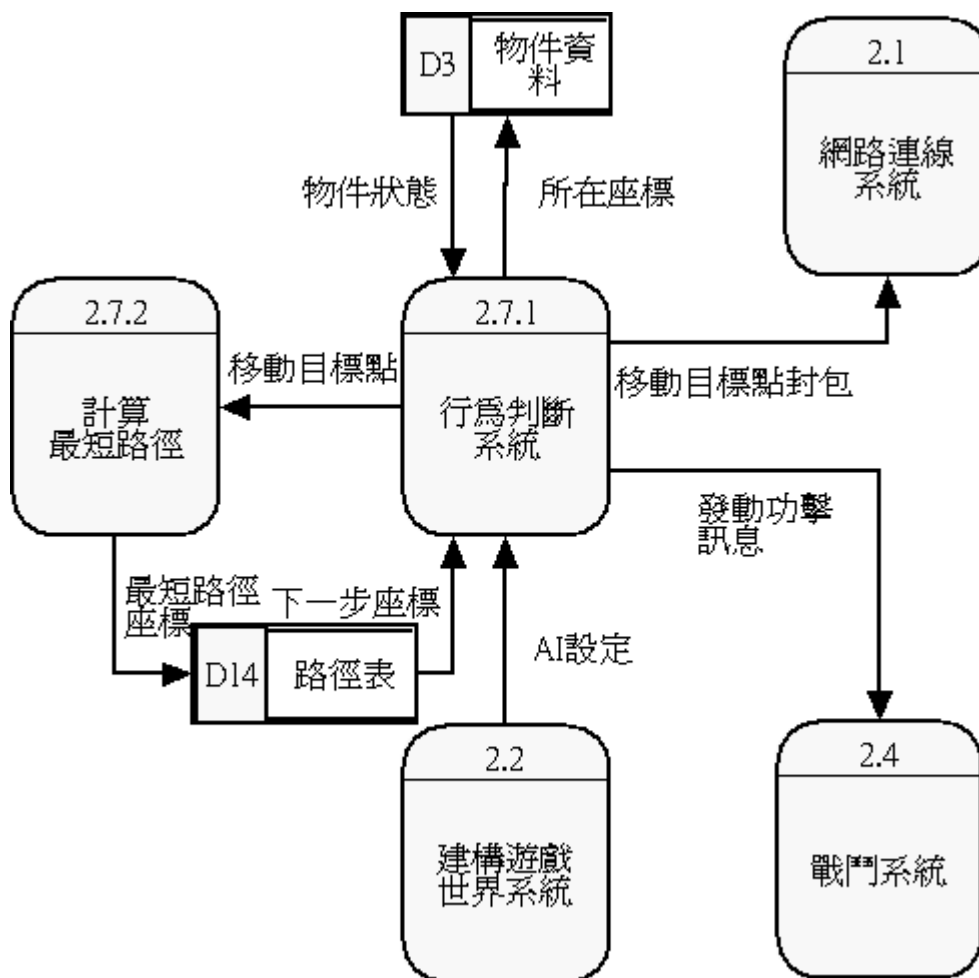 D3
物件資
料
2.1
網路連線
系統
物件狀態
所在座標
2.7.2
計算
最短路徑
移動目標點
2.7.1
行為判斷
系統
移動目標點封包
發動功擊
訊息
最短路徑
座標
下一步座標
D14
路徑表
AI設定
2.2
建構遊戲
世界系統
2.4
戰鬥系統